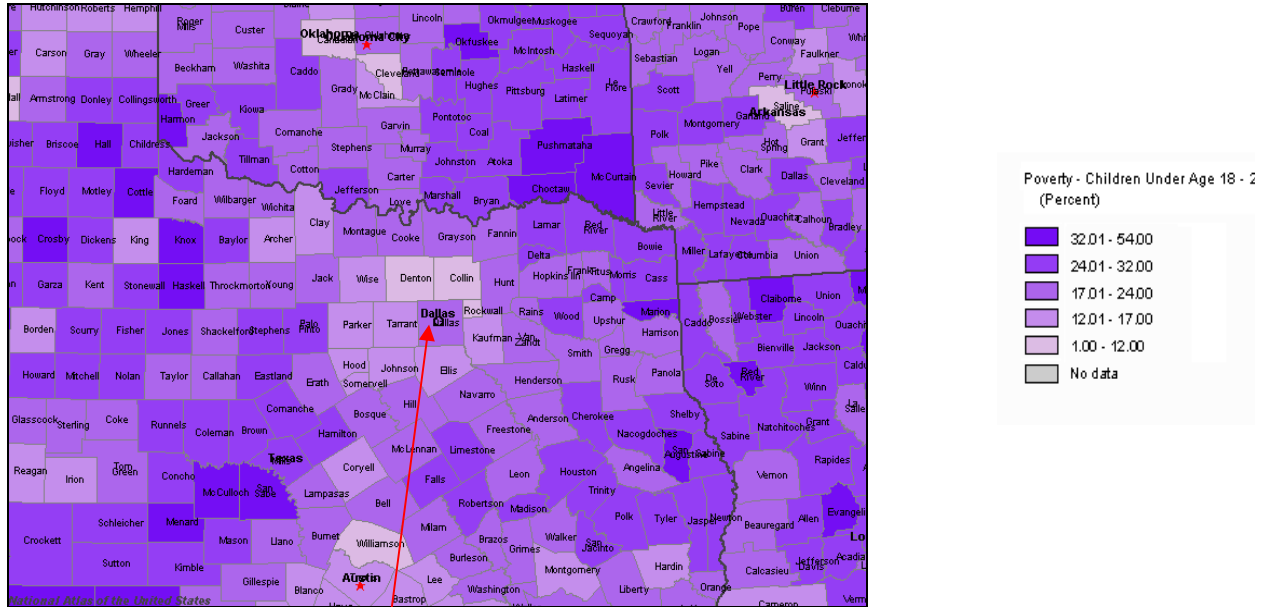 Hutchinson Roberts Hemphill Lincoln Okmulgee Muskogee Crawford Franklin Johnson Pope Cleburne
Roger Mills Custer Oklahoma Oklahoma City Sequoyah Conway Faulkner
Carson Gray Wheeler Okfuskee McIntosh Logan
Beckham Washita Caddo Cleveland Haskell Sebastian Yell Perry
Grady McClain Hughes Pittsburg Le Flore Scott Little Rock Pulaski
Armstrong Donley Collingsworth Greer Kiowa Latimer Saline
Harmon Garvin Pontotoc Montgomery Garland Arkansas
Briscoe Hall Childress Jackson Comanche Stephens Murray Coal Pushmataha Polk Hot Spring Grant
Tillman Cotton Carter Johnston Atoka McCurtain Pike Clark Dallas Cleveland
Hardeman Howard
Floyd Motley Cottle Foard Wilbarger Wichita Jefferson Love Marshall Bryan Choctaw Sevier Hempstead
Clay Little River Nevada Ouachita Calhoun
Crosby Dickens King Knox Baylor Archer Montague Cooke Grayson Fannin Lamar Red River Bowie Bradley
Delta Miller Lafayette Columbia Union
Garza Kent Stonewall Haskell Throckmorton Young Jack Wise Denton Collin Hunt Hopkins Franklin Titus Morris Cass
Camp Claiborne Union
Borden Scurry Fisher Jones Shackelford Stephens Palo Pinto Parker Tarrant Dallas Dallas Rockwall Rains Wood Upshur Marion Caddo Bossier Webster Lincoln
Kaufman Van Zandt Harrison
Smith Gregg Bienville Jackson
Howard Mitchell Nolan Taylor Callahan Eastland Erath Hood Johnson Ellis Rusk Panola De Soto Red River
Somervell Henderson Winn
Glasscock Sterling Coke Runnels Coleman Brown Comanche Bosque Hill Navarro Anderson Cherokee Shelby Natchitoches Grant La Salle
Hamilton Freestone Nacogdoches Sabine
Reagan Irion Tom Green Concho Texas Mills McLennan Limestone San Augustine Sabine Rapides
Coryell Leon Houston Angelina Vernon
McCulloch San Saba Lampasas Bell Falls Trinity
Crockett Schleicher Menard Robertson Madison Polk Tyler Jasper Newton Beauregard Allen
Mason Llano Burnet Williamson Milam Brazos Walker San Jacinto
Sutton Kimble Burleson Grimes Hardin Calcasieu Jefferson Davis
Gillespie Blanco Austin Travis Lee Washington Montgomery Liberty Orange
Bastrop Cameron
National Atlas of the United States
Poverty - Children Under Age 18 - 2
(Percent)
32.01 - 54.00
24.01 - 32.00
17.01 - 24.00
12.01 - 17.00
1.00 - 12.00
No data